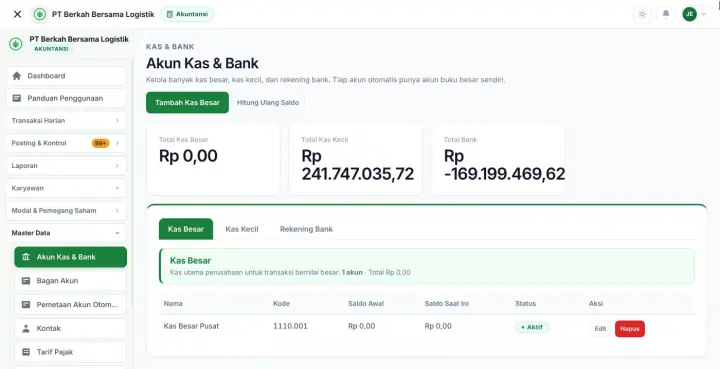 PT Berkah Bersama Logistik
Akuntansi
JE
PT Berkah Bersama Logistik
AKUNTANSI
Dashboard
Panduan Penggunaan
Transaksi Harian
Posting & Kontrol
99+
Laporan
Karyawan
Modal & Pemegang Saham
Master Data
Akun Kas & Bank
Bagan Akun
Pemetaan Akun Otom...
Kontak
Tarif Pajak
KAS & BANK
Akun Kas & Bank
Kelola banyak kas besar, kas kecil, dan rekening bank. Tiap akun otomatis punya akun buku besar sendiri.
Tambah Kas Besar
Hitung Ulang Saldo
Total Kas Besar
Rp 0,00
Total Kas Kecil
Rp
241.747.035,72
Total Bank
Rp
-169.199.469,62
Kas Besar
Kas Kecil
Rekening Bank
Kas Besar
Kas utama perusahaan untuk transaksi bernilai besar. 1 akun · Total Rp 0,00
Nama Kode Saldo Awal Saldo Saat Ini Status Aksi
Kas Besar Pusat 1110.001 Rp 0,00 Rp 0,00 Aktif Edit Hapus